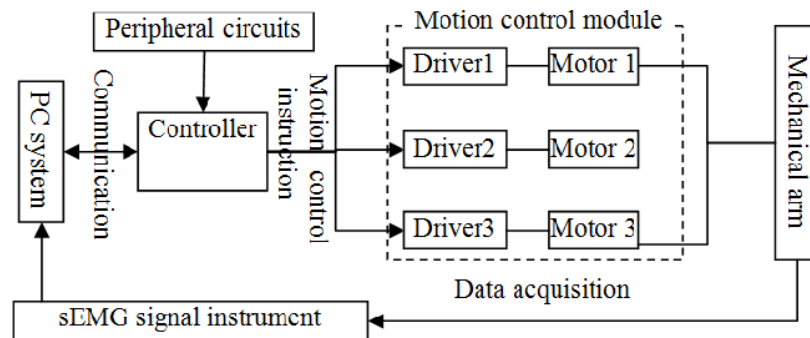 Peripheral circuits
Motion control module
Driver1
Motor 1
PC system
Communication
Controller
Motion control
instruction
Driver2
Motor 2
Mechanical arm
Driver3
Motor 3
Data acquisition
sEMG signal instrument